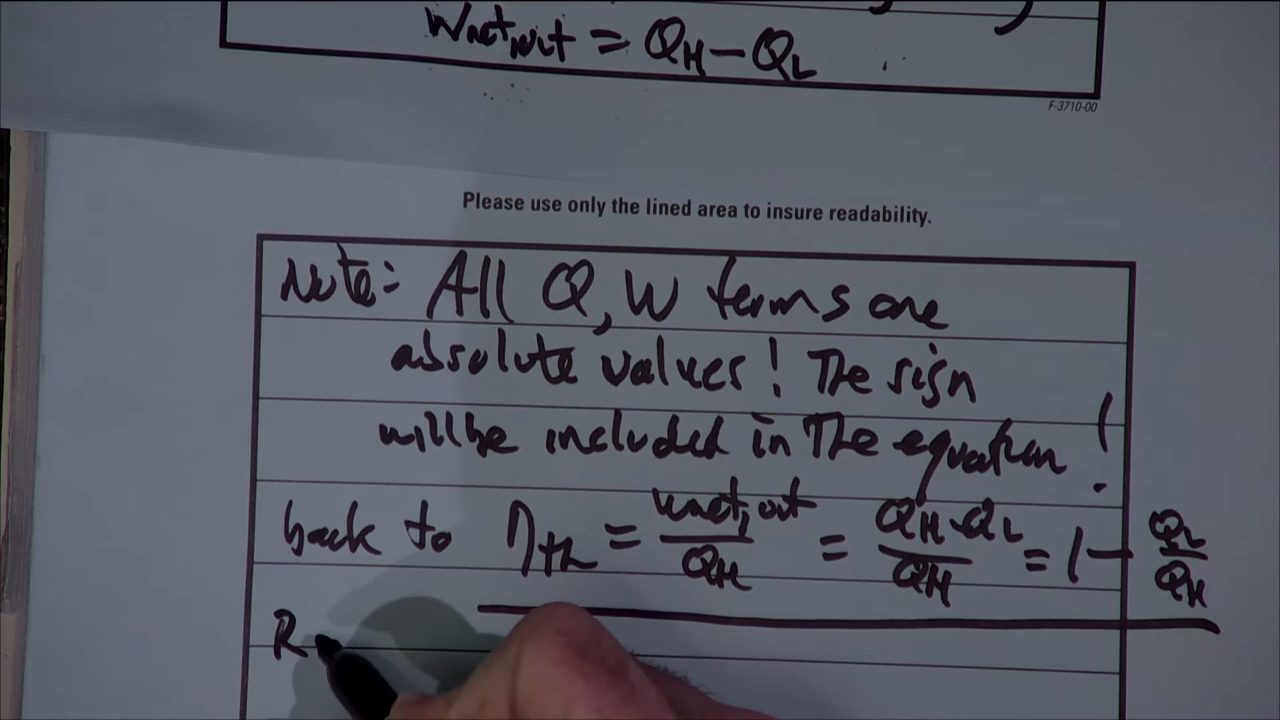 Wnet,out = QH - QL
F-3710-00
Please use only the lined area to insure readability.
Note: All Q, W terms are
absolute values! The sign
will be included in The equation!
back to ηth = Wnet,out/QH = QH-QL/QH = 1 - QL/QH
R